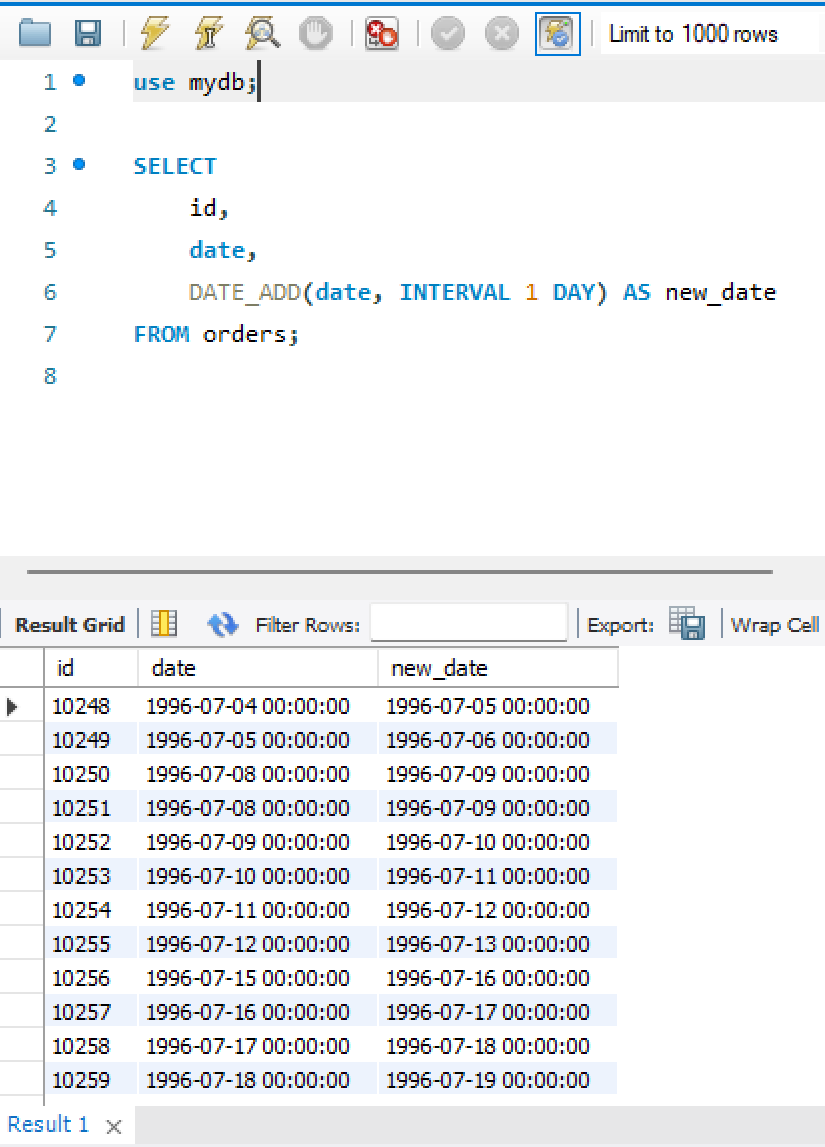 Limit to 1000 rows
1 use mydb;
2
3 SELECT
4 id,
5 date,
6 DATE_ADD(date, INTERVAL 1 DAY) AS new_date
7 FROM orders;
8
Result Grid Filter Rows: Export: Wrap Cell
id date new_date
10248 1996-07-04 00:00:00 1996-07-05 00:00:00
10249 1996-07-05 00:00:00 1996-07-06 00:00:00
10250 1996-07-08 00:00:00 1996-07-09 00:00:00
10251 1996-07-08 00:00:00 1996-07-09 00:00:00
10252 1996-07-09 00:00:00 1996-07-10 00:00:00
10253 1996-07-10 00:00:00 1996-07-11 00:00:00
10254 1996-07-11 00:00:00 1996-07-12 00:00:00
10255 1996-07-12 00:00:00 1996-07-13 00:00:00
10256 1996-07-15 00:00:00 1996-07-16 00:00:00
10257 1996-07-16 00:00:00 1996-07-17 00:00:00
10258 1996-07-17 00:00:00 1996-07-18 00:00:00
10259 1996-07-18 00:00:00 1996-07-19 00:00:00
Result 1